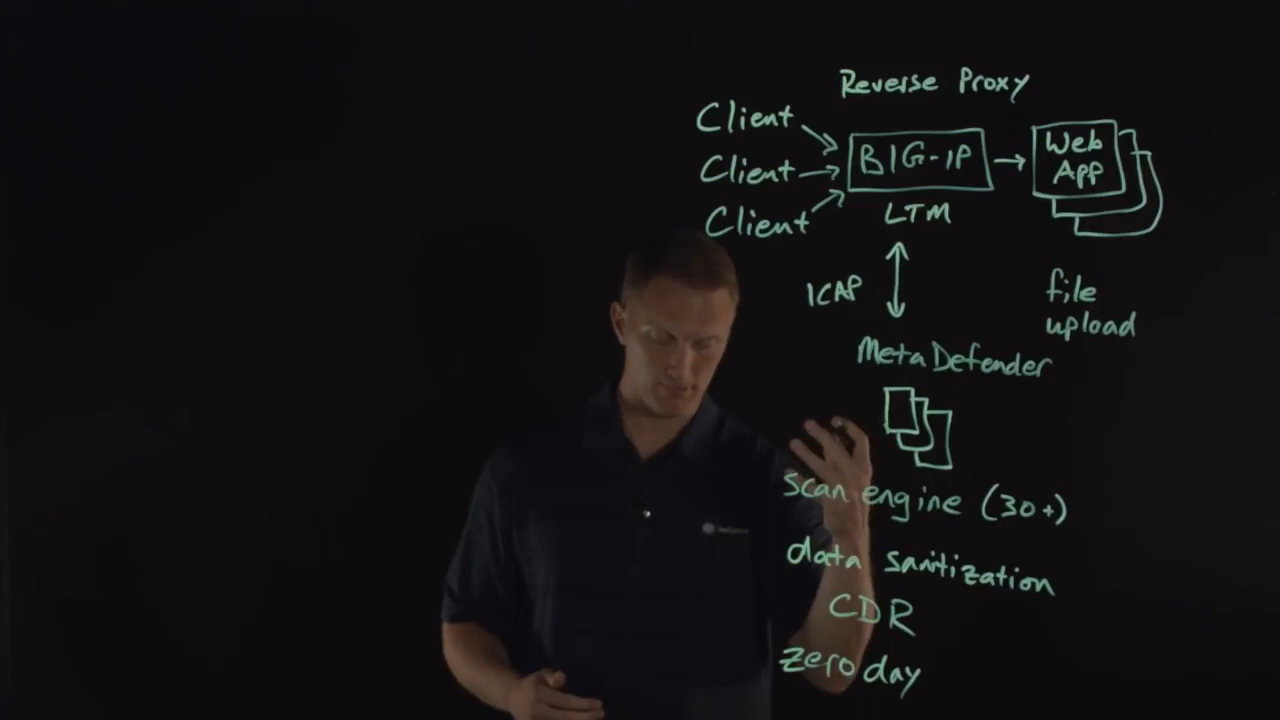 Reverse Proxy
Client
Client
Client
BIG-IP
LTM
Web
App
ICAP
file
upload
MetaDefender
scan engine (30+)
data sanitization
CDR
zero day